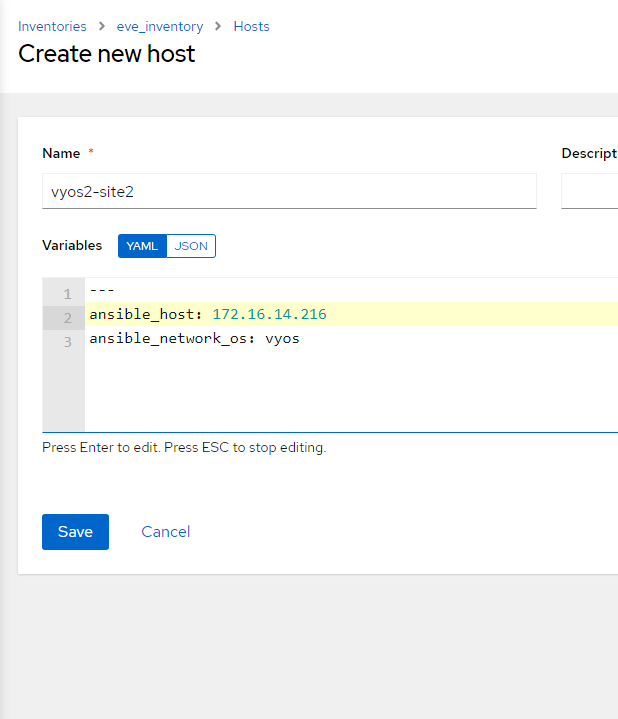 Inventories > eve_inventory > Hosts
Create new host
Name * Descript
vyos2-site2
Variables YAML JSON
1 ---
2 ansible_host: 172.16.14.216
3 ansible_network_os: vyos
Press Enter to edit. Press ESC to stop editing.
Save Cancel